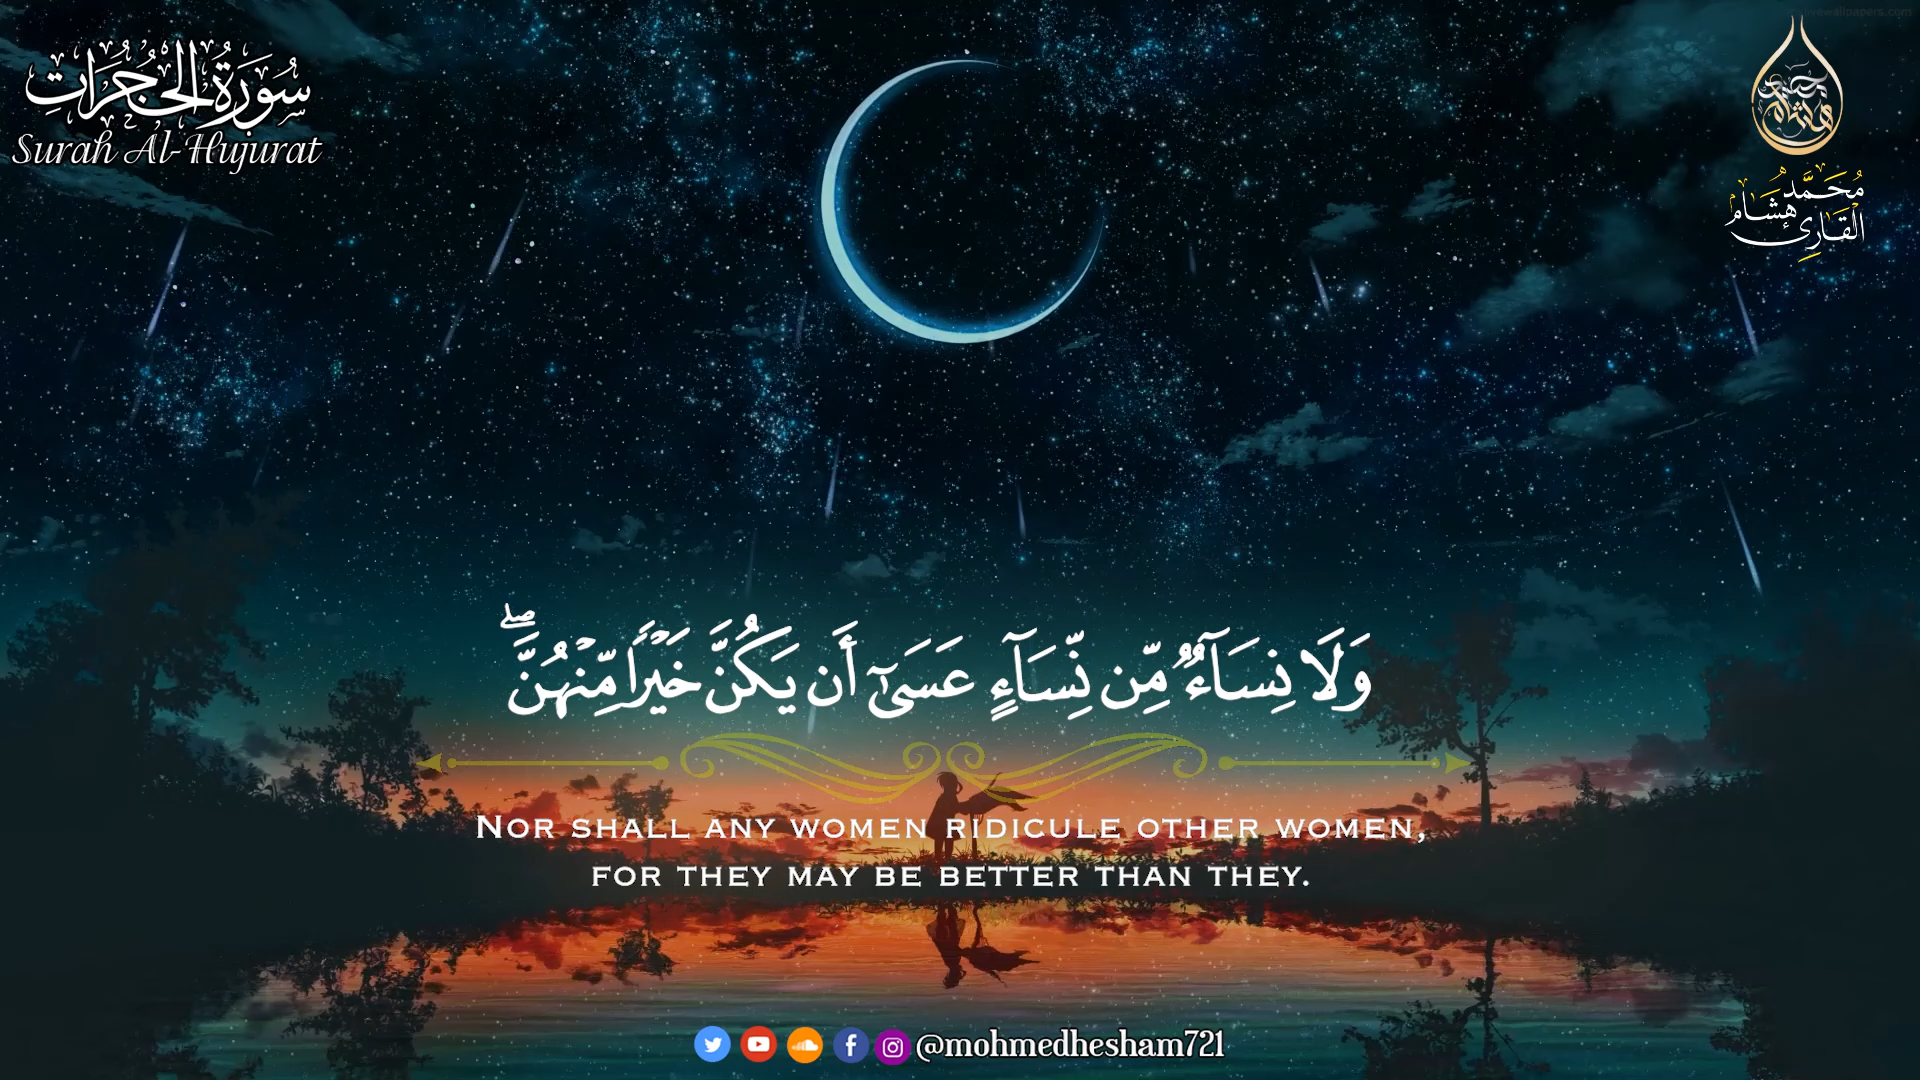 سُورَةُ الحُجُرَاتِ
Surah Al-Hujurat
مُحَمَّد هِشَام
القَارِئ
وَلَا نِسَآءٌ مِّن نِّسَآءٍ عَسَىٰٓ أَن يَكُنَّ خَيْرًا مِّنْهُنَّ ۖ
NOR SHALL ANY WOMEN RIDICULE OTHER WOMEN,
FOR THEY MAY BE BETTER THAN THEY.
@mohmedhesham721